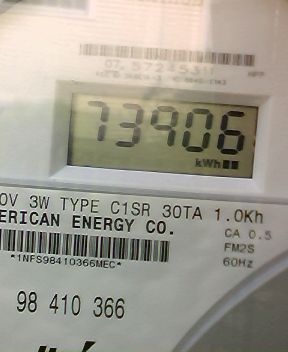 73906
kWh
0V 3W TYPE C1SR 30TA 1.0Kh
ERICAN ENERGY CO.
CA 0.5
FM2S
60Hz
*1NFS98410366MEC*
98 410 366